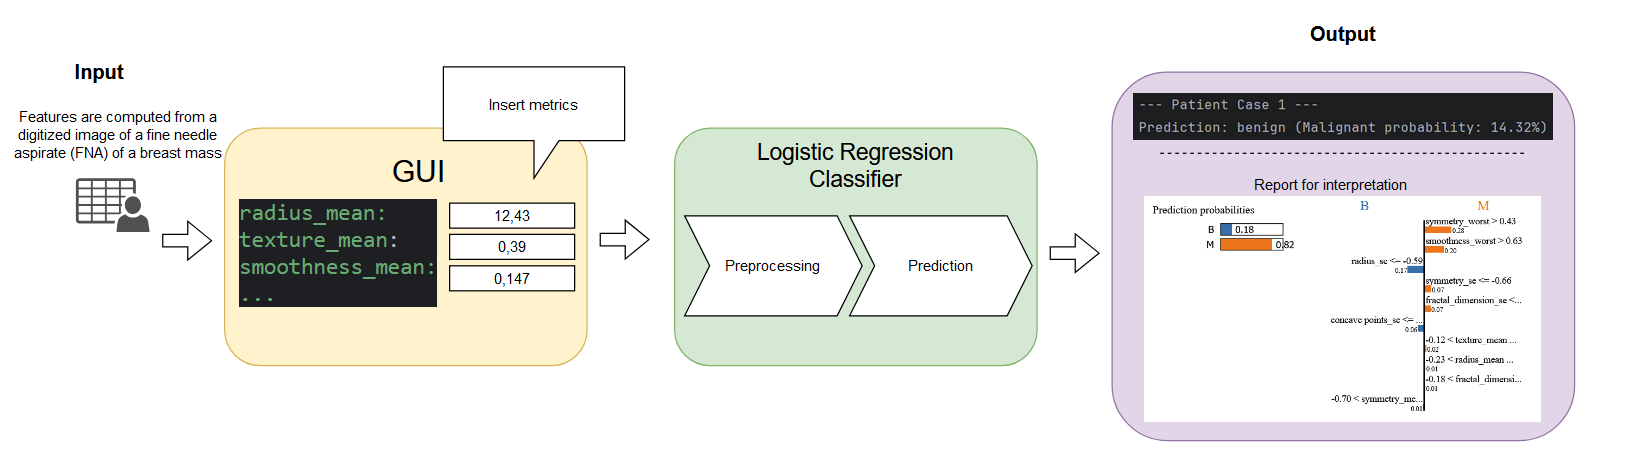 Input
Features are computed from a
digitized image of a fine needle
aspirate (FNA) of a breast mass
Insert metrics
GUI
radius_mean:
12,43
texture_mean:
0,39
smoothness_mean:
0,147
...
Logistic Regression
Classifier
Preprocessing
Prediction
Output
--- Patient Case 1 ---
Prediction: benign (Malignant probability: 14.32%)
Report for interpretation
Prediction probabilities
B
0.18
M
0.82
B
M
symmetry_worst > 0.43
0.28
smoothness_worst > 0.63
0.20
radius_se <= -0.59
0.17
symmetry_se <= -0.66
0.07
fractal_dimension_se <...
0.07
concave points_se <= ...
0.06
-0.12 < texture_mean ...
0.02
-0.23 < radius_mean ...
0.01
-0.18 < fractal_dimensi...
0.01
-0.70 < symmetry_me...
0.01